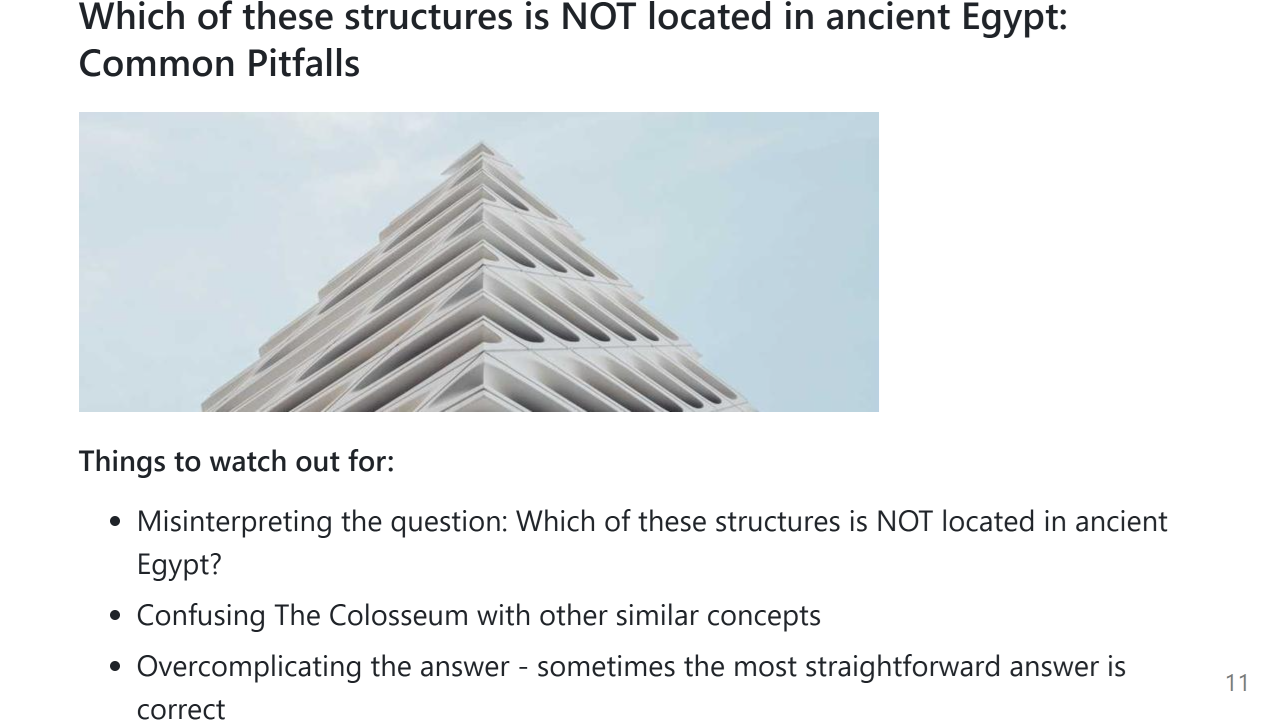 Which of these structures is NOT located in ancient Egypt:
Common Pitfalls
Things to watch out for:
• Misinterpreting the question: Which of these structures is NOT located in ancient
Egypt?
• Confusing The Colosseum with other similar concepts
• Overcomplicating the answer - sometimes the most straightforward answer is
correct
11